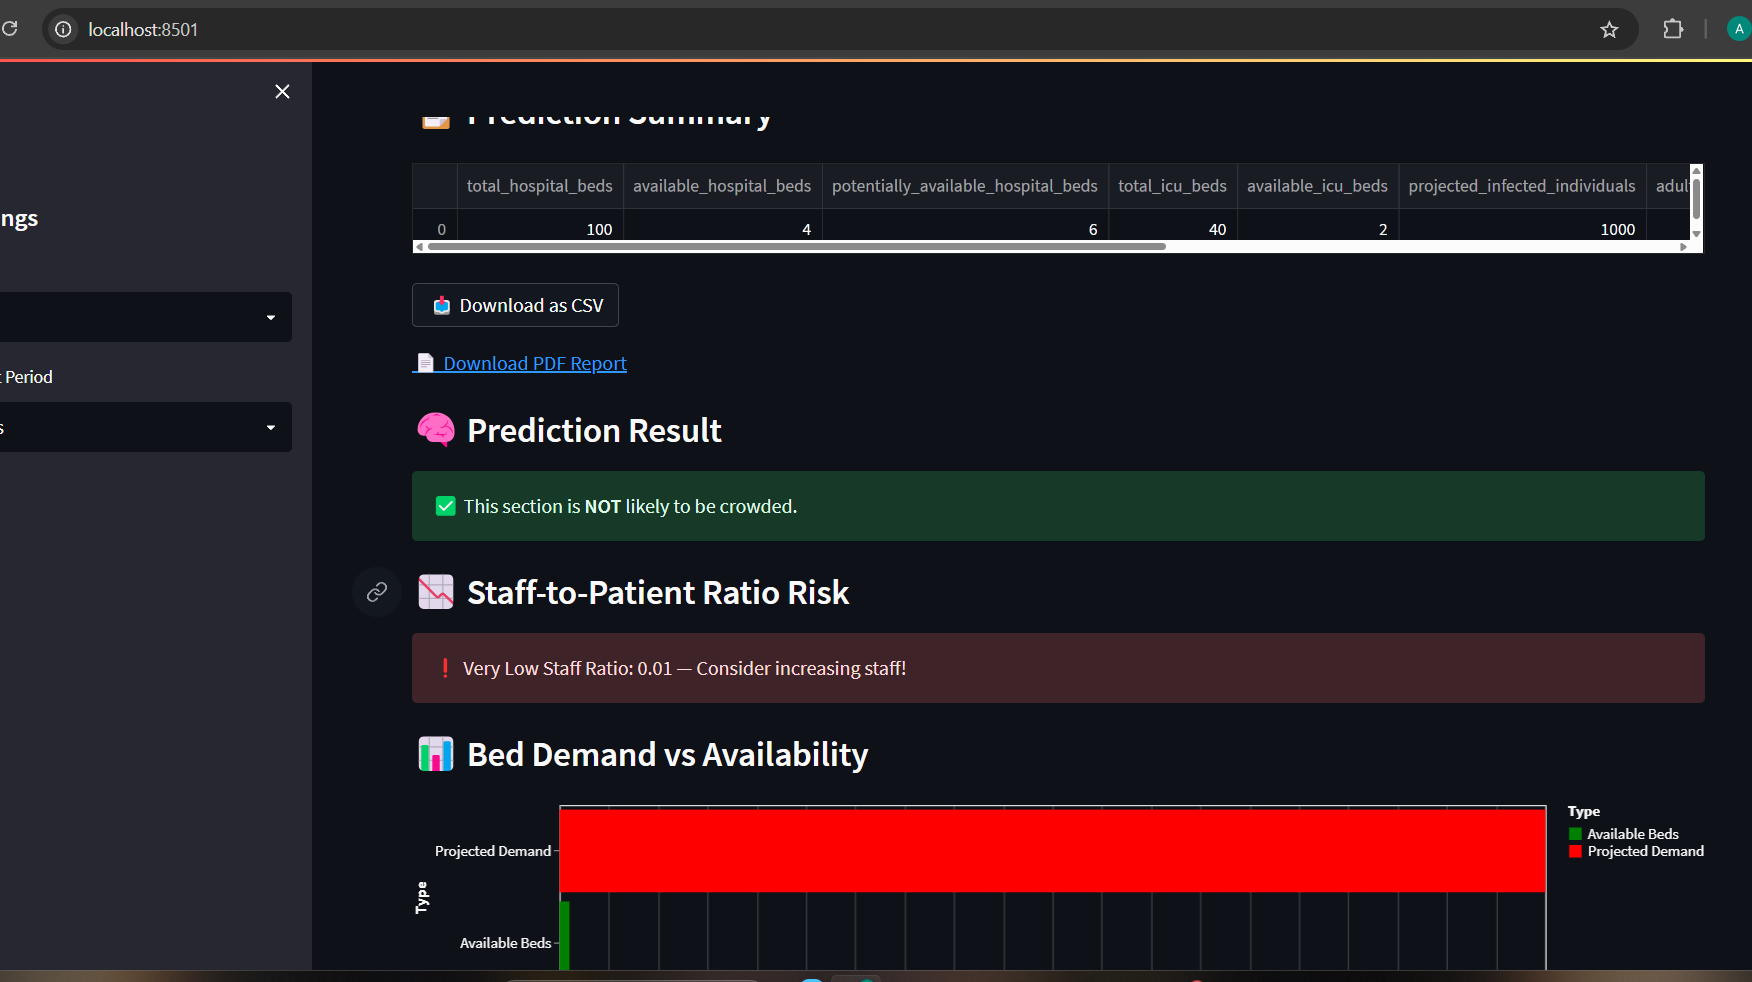 localhost:8501
A
ngs
Period
s
Prediction Summary
total_hospital_beds available_hospital_beds potentially_available_hospital_beds total_icu_beds available_icu_beds projected_infected_individuals adul
0 100 4 6 40 2 1000
Download as CSV
Download PDF Report
Prediction Result
This section is NOT likely to be crowded.
Staff-to-Patient Ratio Risk
Very Low Staff Ratio: 0.01 — Consider increasing staff!
Bed Demand vs Availability
Type
Available Beds
Projected Demand
Projected Demand
Type
Available Beds